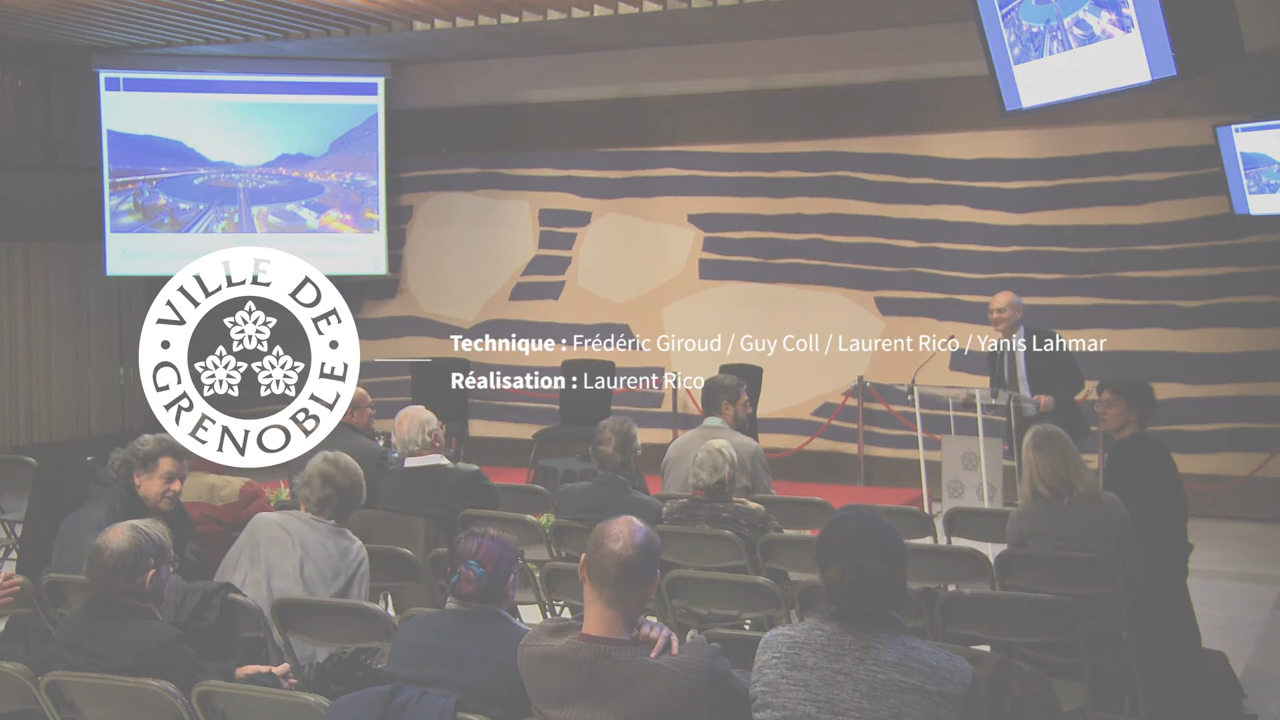 VILLE DE
GRENOBLE
Technique : Frédéric Giroud / Guy Coll / Laurent Rico / Yanis Lahmar
Réalisation : Laurent Rico